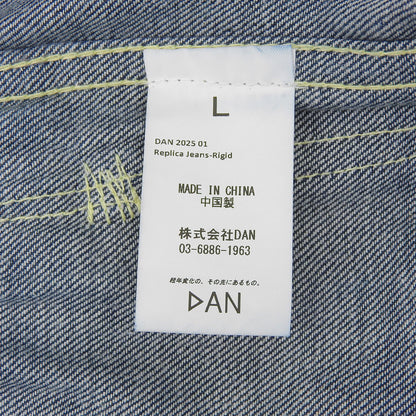 L
DAN 2025 01
Replica Jeans-Rigid
MADE IN CHINA
中国製
株式会社DAN
03-6886-1963
経年変化の、その先にあるもの。
DAN